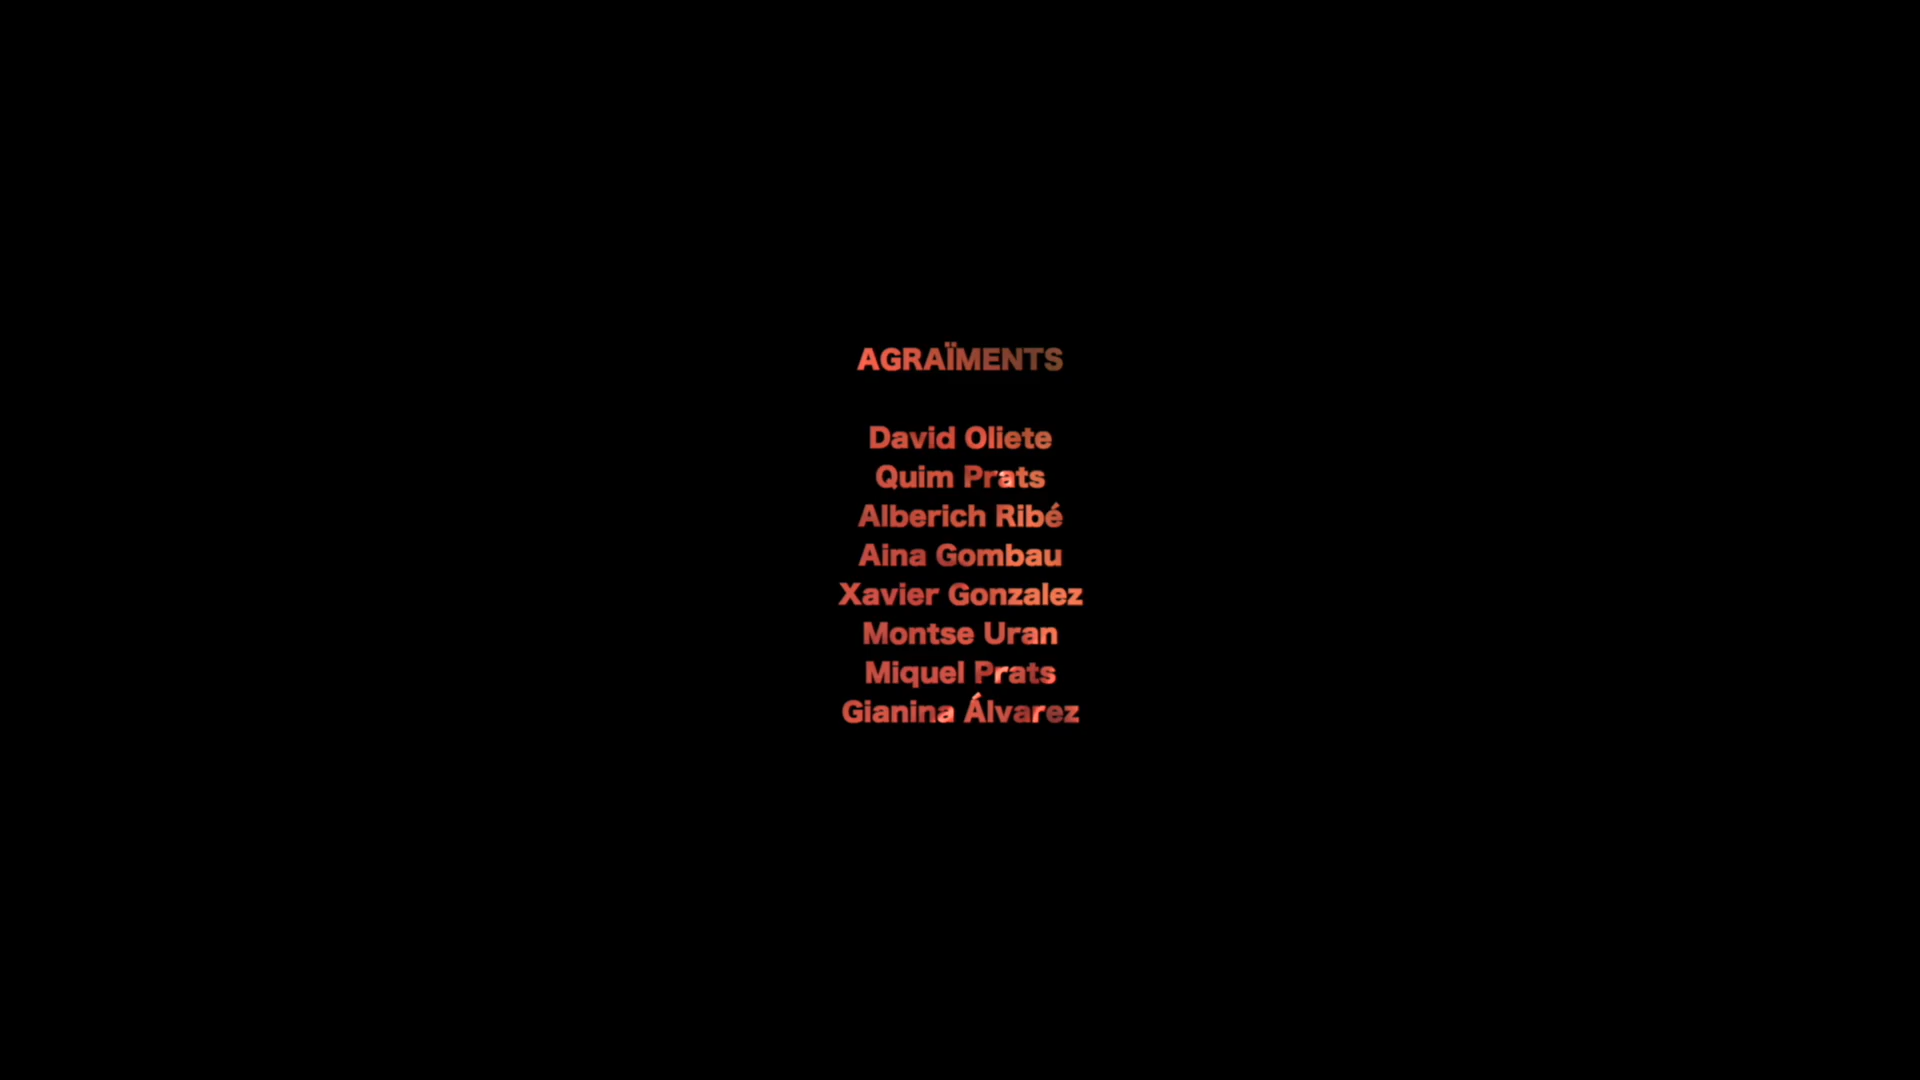 AGRAÏMENTS
David Oliete
Quim Prats
Alberich Ribé
Aina Gombau
Xavier Gonzalez
Montse Uran
Miquel Prats
Gianina Álvarez